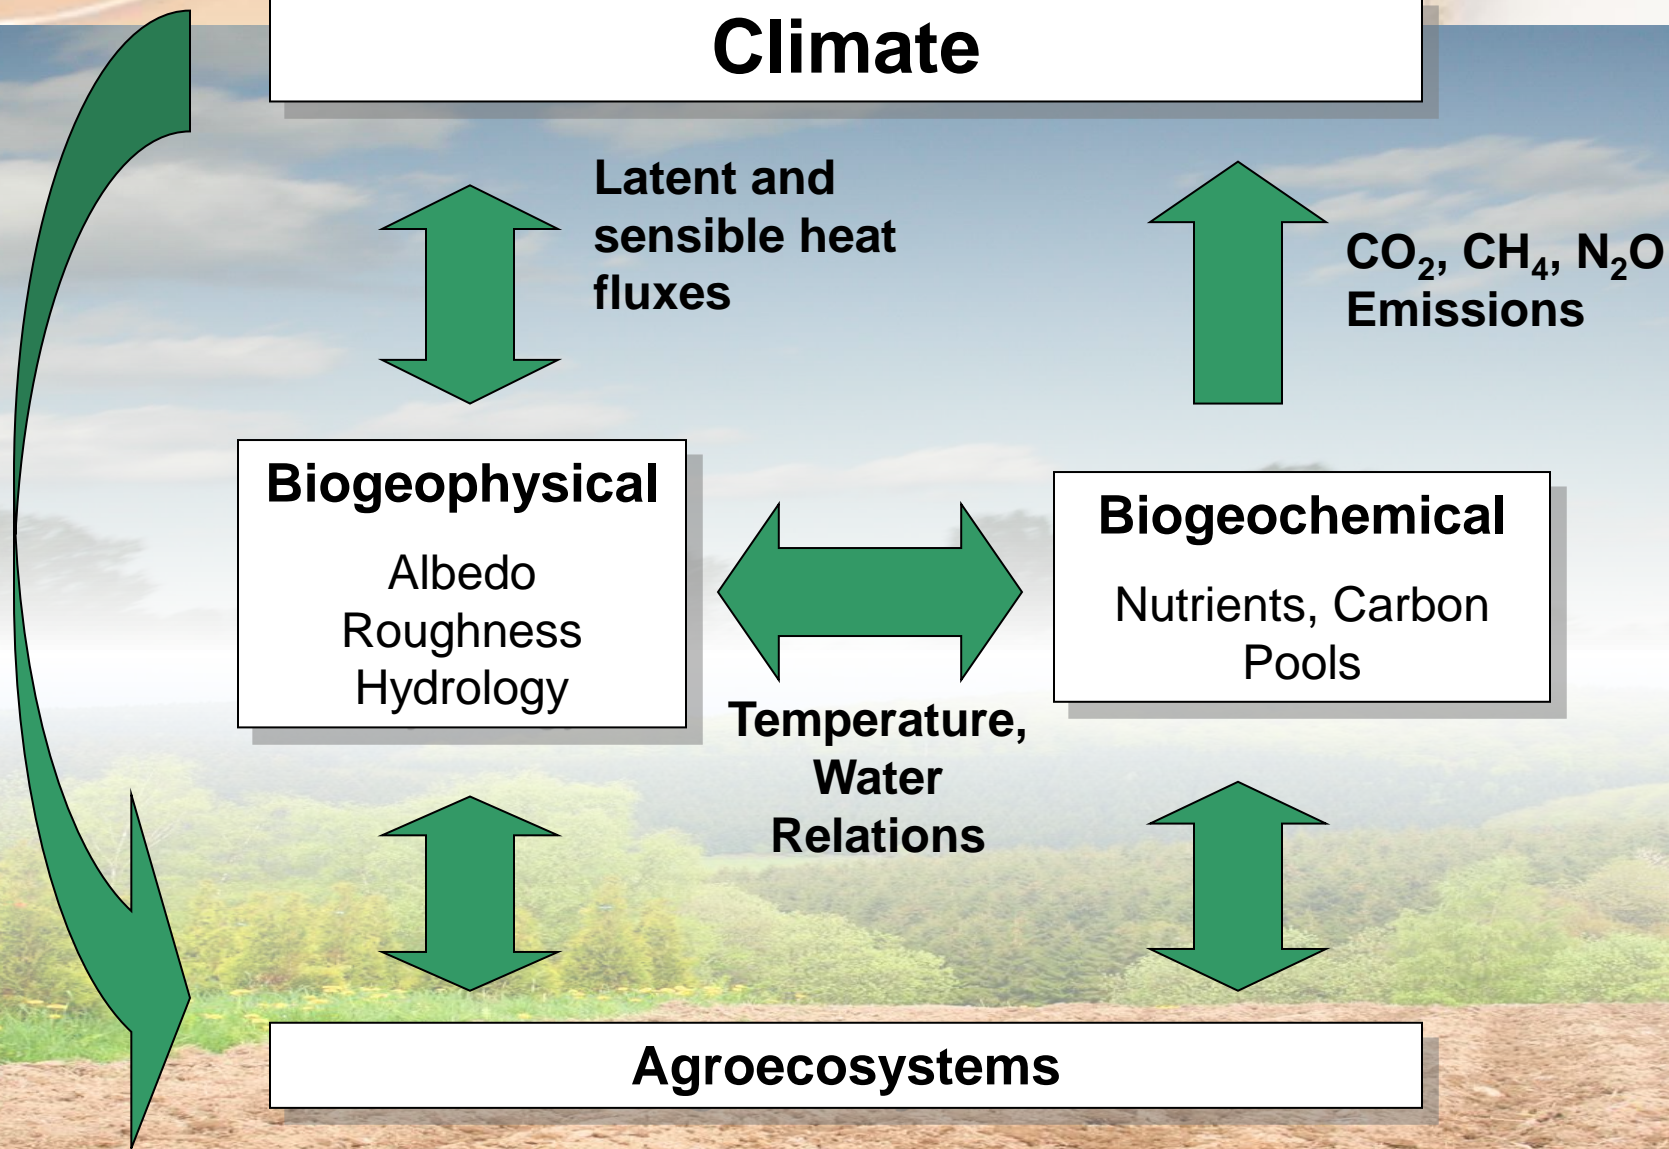 Climate
Latent and
sensible heat
fluxes
CO₂, CH₄, N₂O
Emissions
Biogeophysical
Albedo
Roughness
Hydrology
Biogeochemical
Nutrients, Carbon
Pools
Temperature,
Water
Relations
Agroecosystems